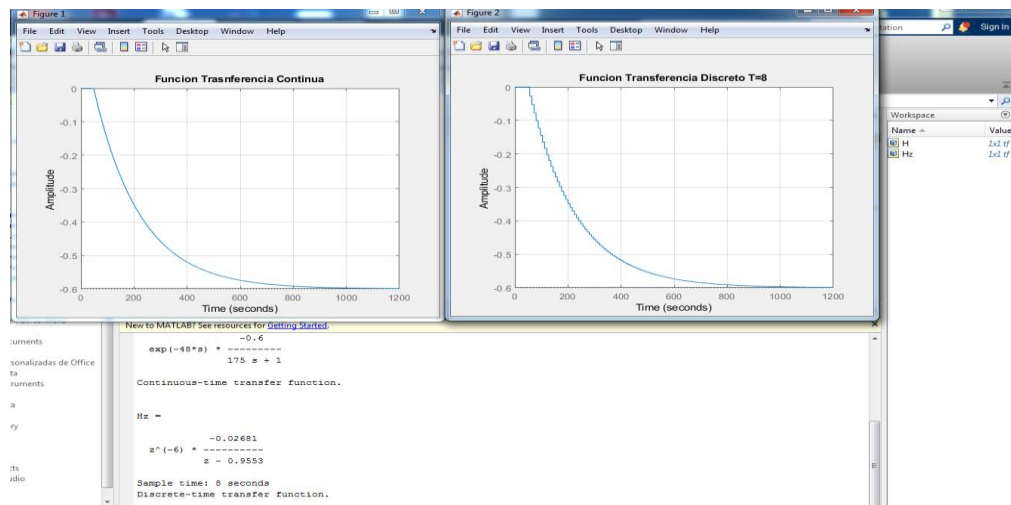 Figure 1
File Edit View Insert Tools Desktop Window Help
Funcion Trasnferencia Continua
Amplitude
0
-0.1
-0.2
-0.3
-0.4
-0.5
-0.6
0 200 400 600 800 1000 1200
Time (seconds)
Figure 2
File Edit View Insert Tools Desktop Window Help
Funcion Transferencia Discreto T=8
Amplitude
0
-0.1
-0.2
-0.3
-0.4
-0.5
-0.6
0 200 400 600 800 1000 1200
Time (seconds)
Sign In
Workspace
Name Value
H 1x1 tf
Hz 1x1 tf
rsonalizadas de Office
New to MATLAB? See resources for Getting Started.
-0.6
exp(-48*s) * ---------
175 s + 1
Continuous-time transfer function.
Hz =
-0.02681
z^(-6) * ----------
z - 0.9553
Sample time: 8 seconds
Discrete-time transfer function.